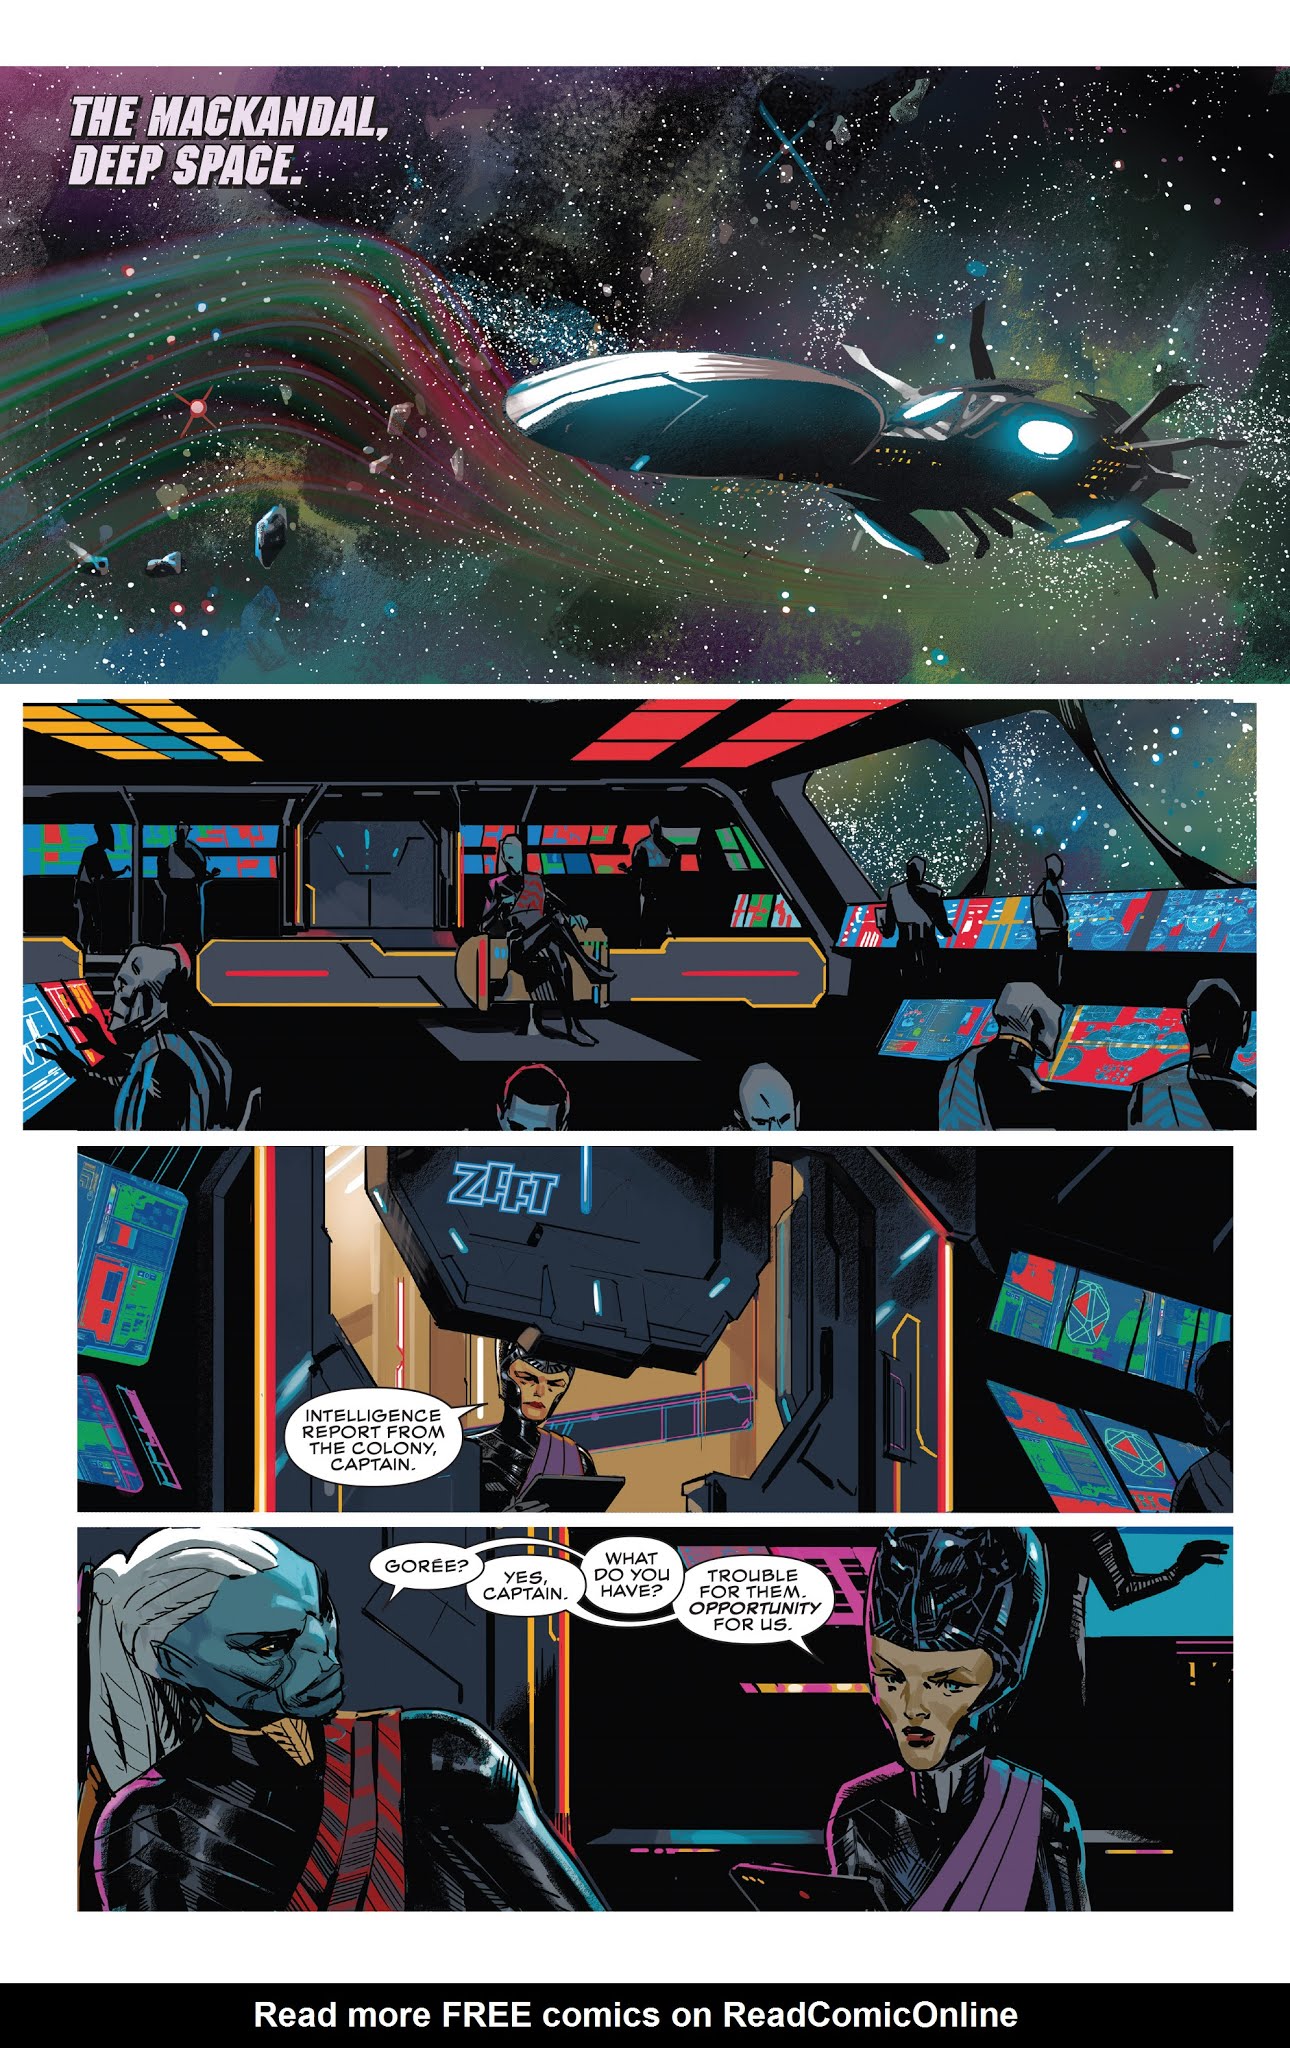 THE MACKANDAL,
DEEP SPACE.
ZFFT
INTELLIGENCE
REPORT FROM
THE COLONY,
CAPTAIN.
GORÉE?
YES,
CAPTAIN.
WHAT
DO YOU
HAVE?
TROUBLE
FOR THEM.
OPPORTUNITY
FOR US.
Read more FREE comics on ReadComicOnline